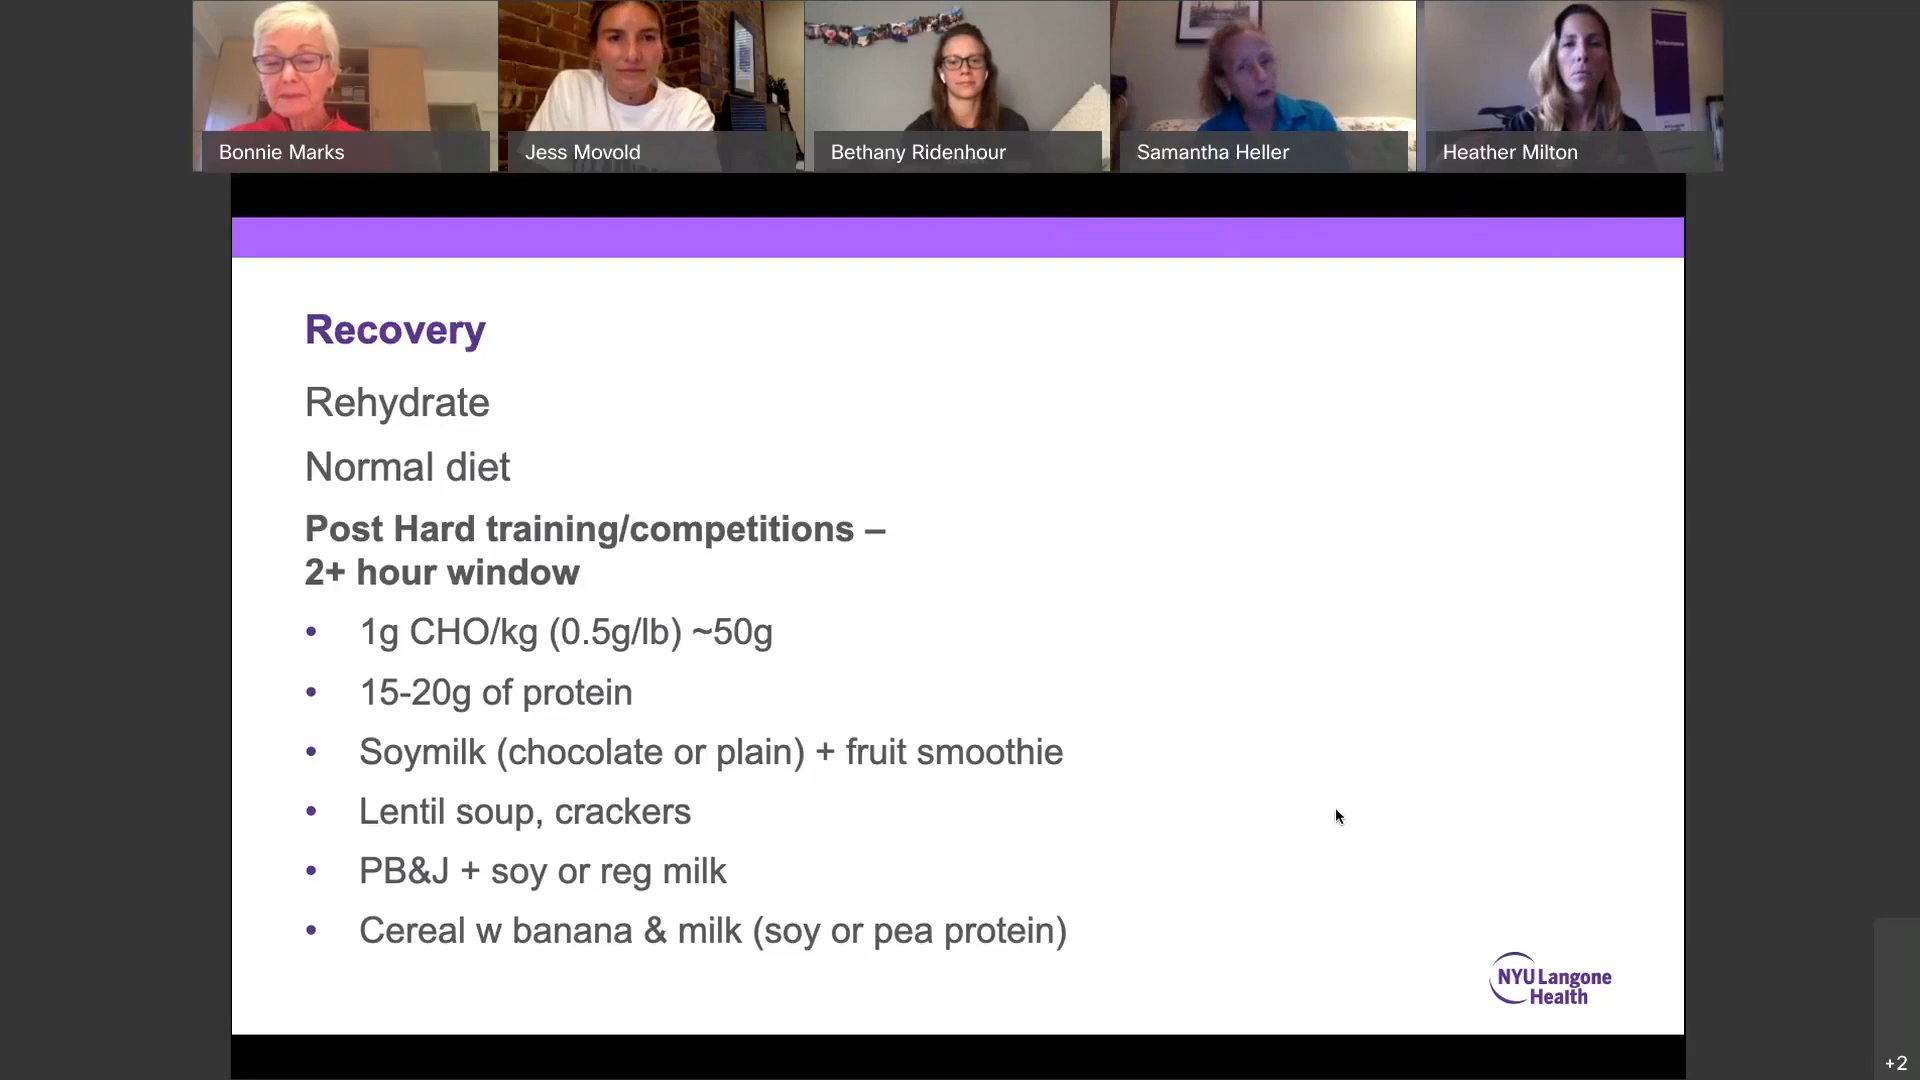 Bonnie Marks
Jess Movold
Bethany Ridenhour
Samantha Heller
Heather Milton
Performance
Recovery
Rehydrate
Normal diet
Post Hard training/competitions –
2+ hour window
• 1g CHO/kg (0.5g/lb) ~50g
• 15-20g of protein
• Soymilk (chocolate or plain) + fruit smoothie
• Lentil soup, crackers
• PB&J + soy or reg milk
• Cereal w banana & milk (soy or pea protein)
NYU Langone
Health
+2